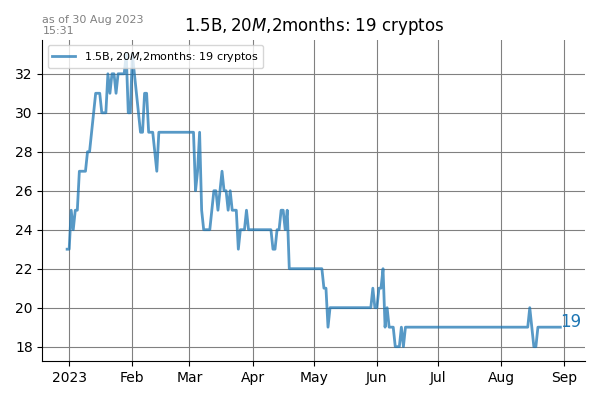 as of 30 Aug 2023
15:31
1.5B,20M,2months: 19 cryptos
1.5B,20M,2months: 19 cryptos
32
30
28
26
24
22
20
18
19
2023 Feb Mar Apr May Jun Jul Aug Sep